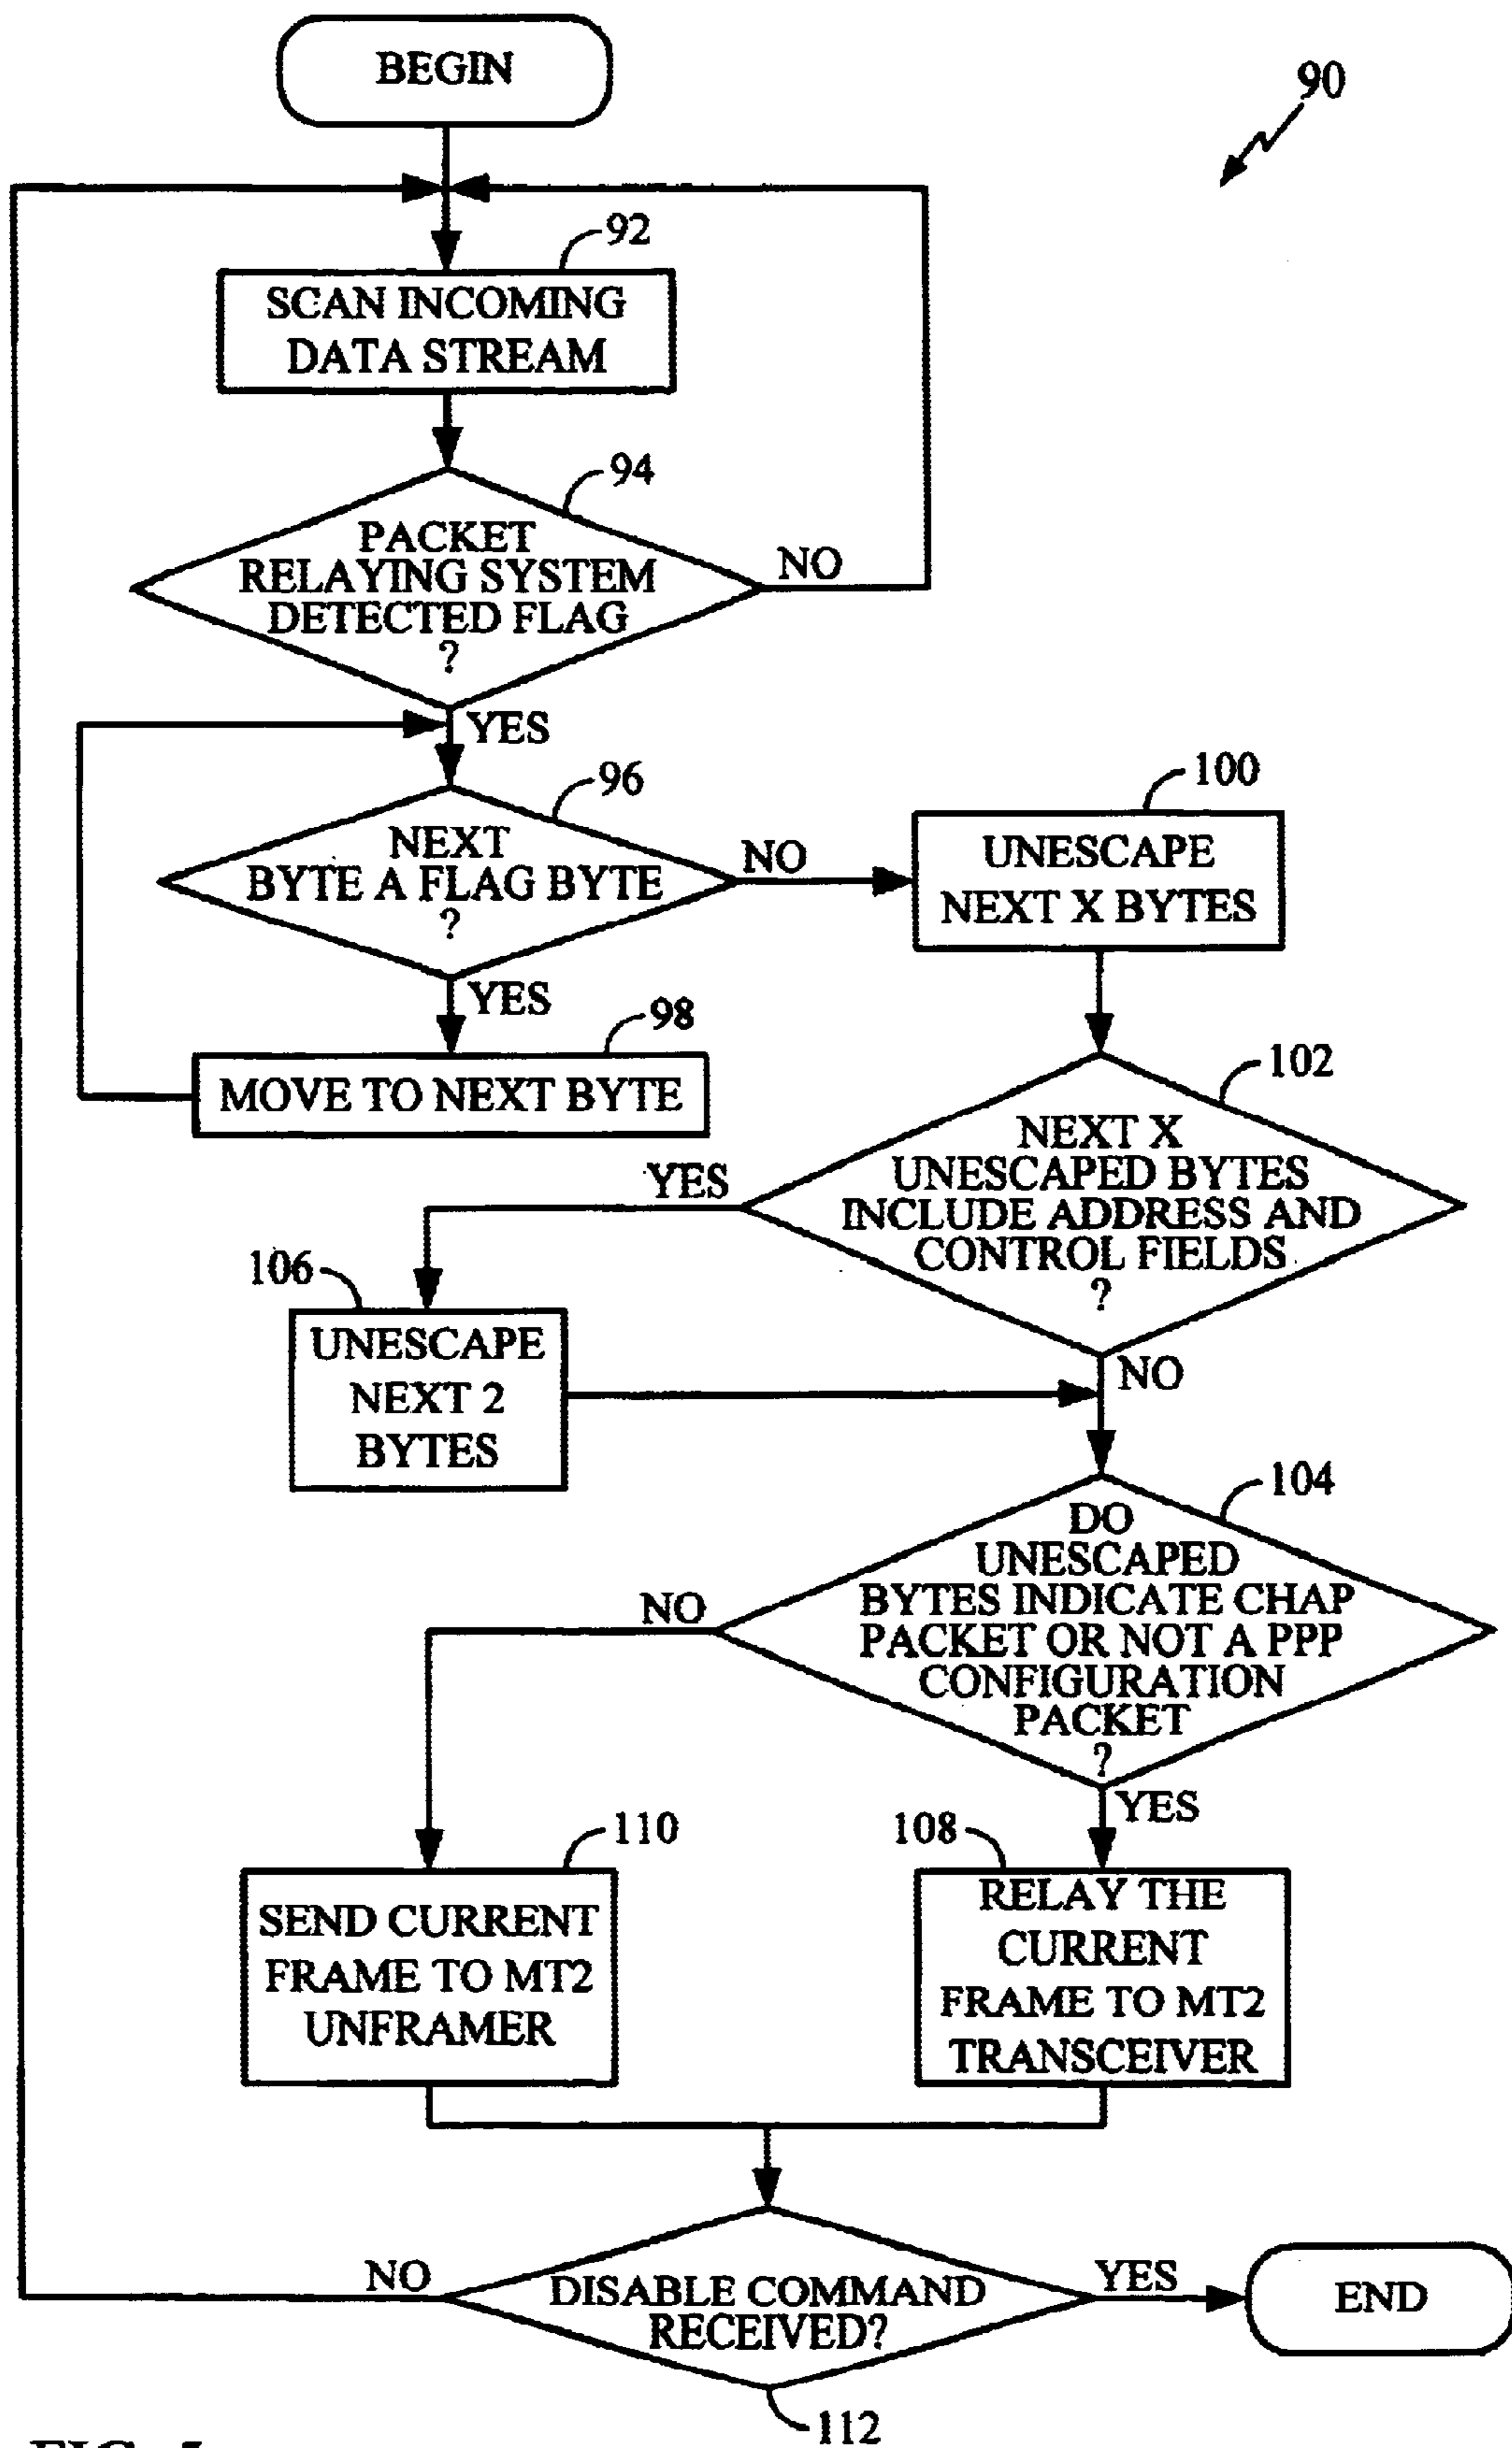 BEGIN
90
92
SCAN INCOMING
DATA STREAM
94
PACKET
RELAYING SYSTEM
DETECTED FLAG
?
NO
YES
96
NEXT
BYTE A FLAG BYTE
?
NO
100
UNESCAPE
NEXT X BYTES
YES
98
MOVE TO NEXT BYTE
102
NEXT X
UNESCAPED BYTES
INCLUDE ADDRESS AND
CONTROL FIELDS
?
YES
106
UNESCAPE
NEXT 2
BYTES
NO
104
DO
UNESCAPED
BYTES INDICATE CHAP
PACKET OR NOT A PPP
CONFIGURATION
PACKET
?
NO
YES
110
SEND CURRENT
FRAME TO MT2
UNFRAMER
108
RELAY THE
CURRENT
FRAME TO MT2
TRANSCEIVER
NO
DISABLE COMMAND
RECEIVED?
YES
END
112